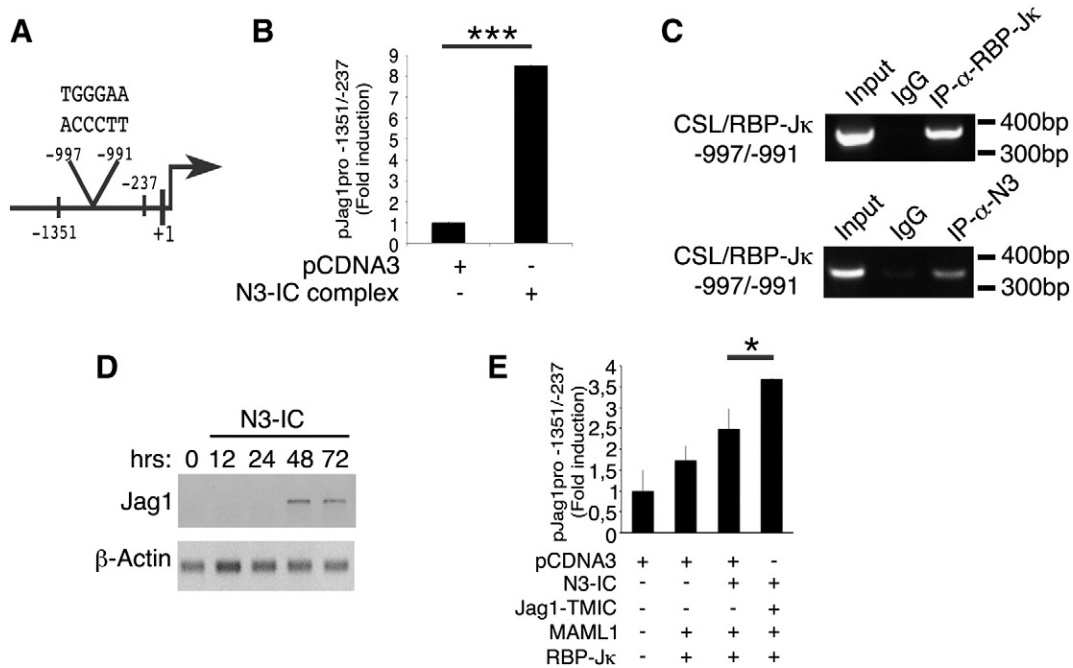 A
TGGGAA
ACCCTT
-997 -991
-237
-1351 +1
B
***
pJag1pro -1351/-237
(Fold induction)
9
8
7
6
5
4
3
2
1
0
pCDNA3 + -
N3-IC complex - +
C
Input IgG IP-α-RBP-Jκ
CSL/RBP-Jκ
-997/-991
400bp
300bp
Input IgG IP-α-N3
CSL/RBP-Jκ
-997/-991
400bp
300bp
D
N3-IC
hrs: 0 12 24 48 72
Jag1
β-Actin
E
*
pJag1pro -1351/-237
(Fold induction)
4
3,5
3
2,5
2
1,5
1
0,5
0
pCDNA3 + + + -
N3-IC - - + +
Jag1-TMIC - - - +
MAML1 - + + +
RBP-Jκ - + + +